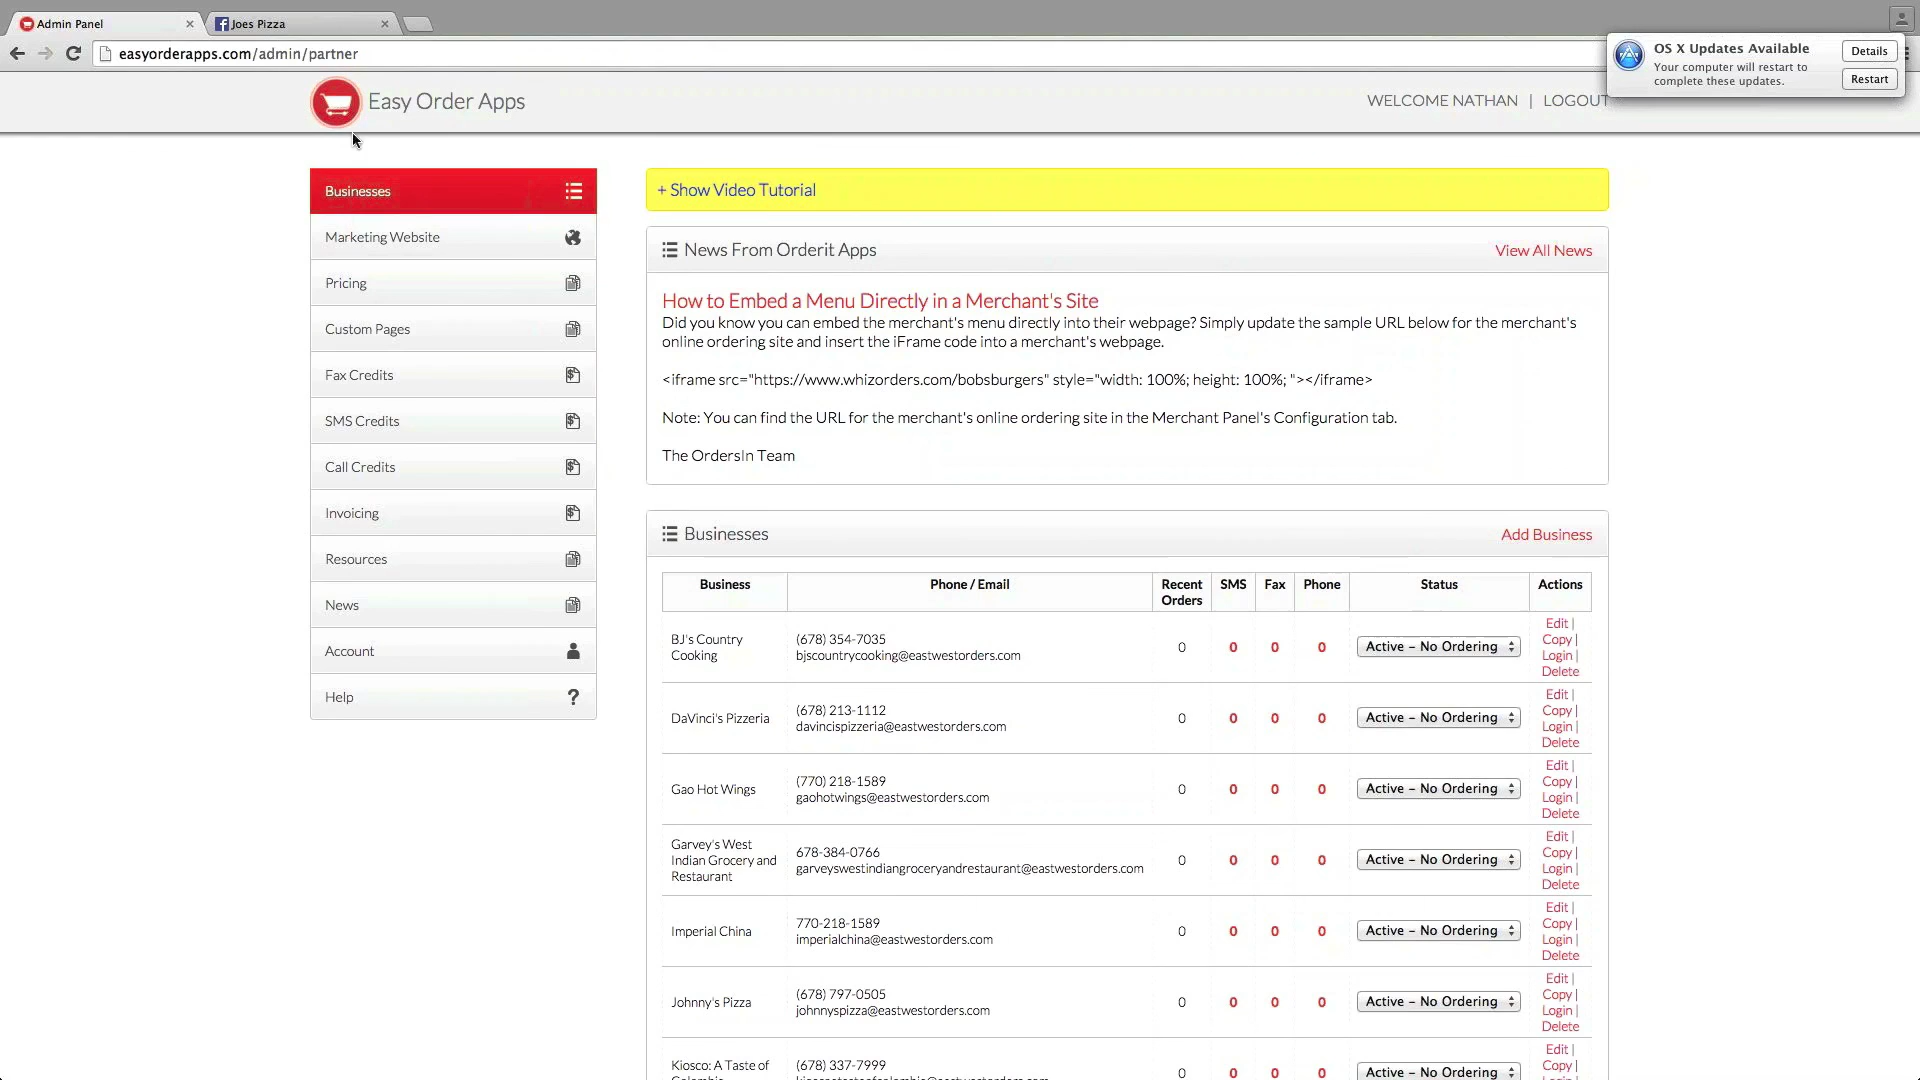 Admin Panel
Joes Pizza
easyorderapps.com/admin/partner
OS X Updates Available
Your computer will restart to
complete these updates.
Details
Restart
Easy Order Apps
WELCOME NATHAN | LOGOUT
Businesses
Marketing Website
Pricing
Custom Pages
Fax Credits
SMS Credits
Call Credits
Invoicing
Resources
News
Account
Help
+ Show Video Tutorial
News From Orderit Apps
View All News
How to Embed a Menu Directly in a Merchant's Site
Did you know you can embed the merchant's menu directly into their webpage? Simply update the sample URL below for the merchant's
online ordering site and insert the iFrame code into a merchant's webpage.
<iframe src="https://www.whizorders.com/bobsburgers" style="width: 100%; height: 100%; "></iframe>
Note: You can find the URL for the merchant's online ordering site in the Merchant Panel's Configuration tab.
The OrdersIn Team
Businesses
Add Business
Business Phone / Email Recent Orders SMS Fax Phone Status Actions
BJ's Country Cooking
(678) 354-7035
bjscountrycooking@eastwestorders.com
0 0 0 0 Active – No Ordering
Edit |
Copy |
Login |
Delete
DaVinci's Pizzeria
(678) 213-1112
davincispizzeria@eastwestorders.com
0 0 0 0 Active – No Ordering
Edit |
Copy |
Login |
Delete
Gao Hot Wings
(770) 218-1589
gaohotwings@eastwestorders.com
0 0 0 0 Active – No Ordering
Edit |
Copy |
Login |
Delete
Garvey's West
Indian Grocery and
Restaurant
678-384-0766
garveyswestindiangroceryandrestaurant@eastwestorders.com
0 0 0 0 Active – No Ordering
Edit |
Copy |
Login |
Delete
Imperial China
770-218-1589
imperialchina@eastwestorders.com
0 0 0 0 Active – No Ordering
Edit |
Copy |
Login |
Delete
Johnny's Pizza
(678) 797-0505
johnnyspizza@eastwestorders.com
0 0 0 0 Active – No Ordering
Edit |
Copy |
Login |
Delete
Kiosco: A Taste of
(678) 337-7999
0 0 0 0 Active – No Ordering
Edit |
Copy |